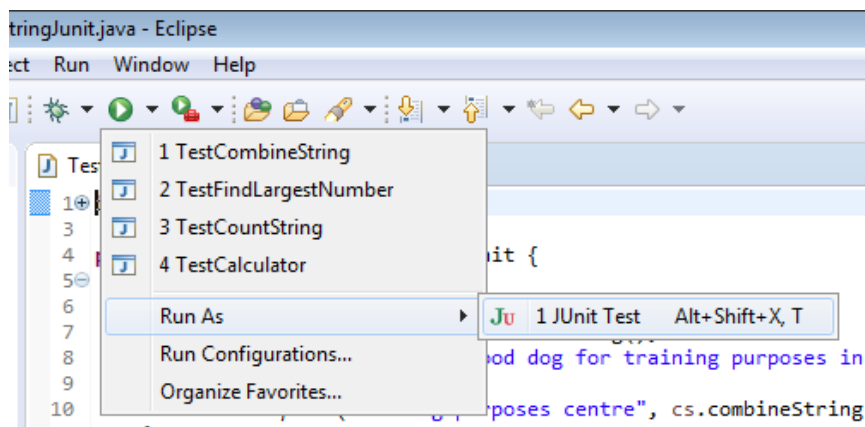 tringJunit.java - Eclipse
ect Run Window Help
Tes
1 TestCombineString
2 TestFindLargestNumber
3 TestCountString
4 TestCalculator
Run As
1 JUnit Test Alt+Shift+X, T
Run Configurations...
Organize Favorites...
1
3
4 nit {
5
6
7
8 ood dog for training purposes in
9
10 rposes centre", cs.combineString